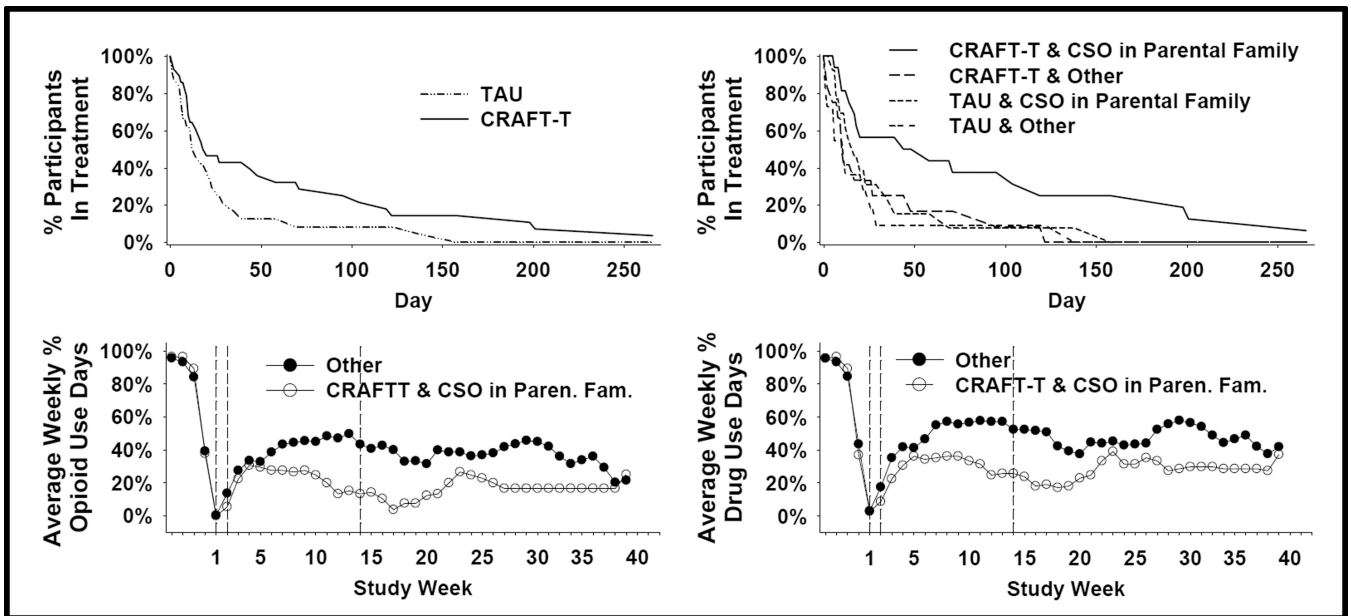 % Participants
In Treatment
100%
80%
60%
40%
20%
0%
TAU
CRAFT-T
0 50 100 150 200 250
Day
% Participants
In Treatment
100%
80%
60%
40%
20%
0%
CRAFT-T & CSO in Parental Family
CRAFT-T & Other
TAU & CSO in Parental Family
TAU & Other
0 50 100 150 200 250
Day
Average Weekly %
Opioid Use Days
100%
80%
60%
40%
20%
0%
Other
CRAFTT & CSO in Paren. Fam.
1 5 10 15 20 25 30 35 40
Study Week
Average Weekly %
Drug Use Days
100%
80%
60%
40%
20%
0%
Other
CRAFT-T & CSO in Paren. Fam.
1 5 10 15 20 25 30 35 40
Study Week